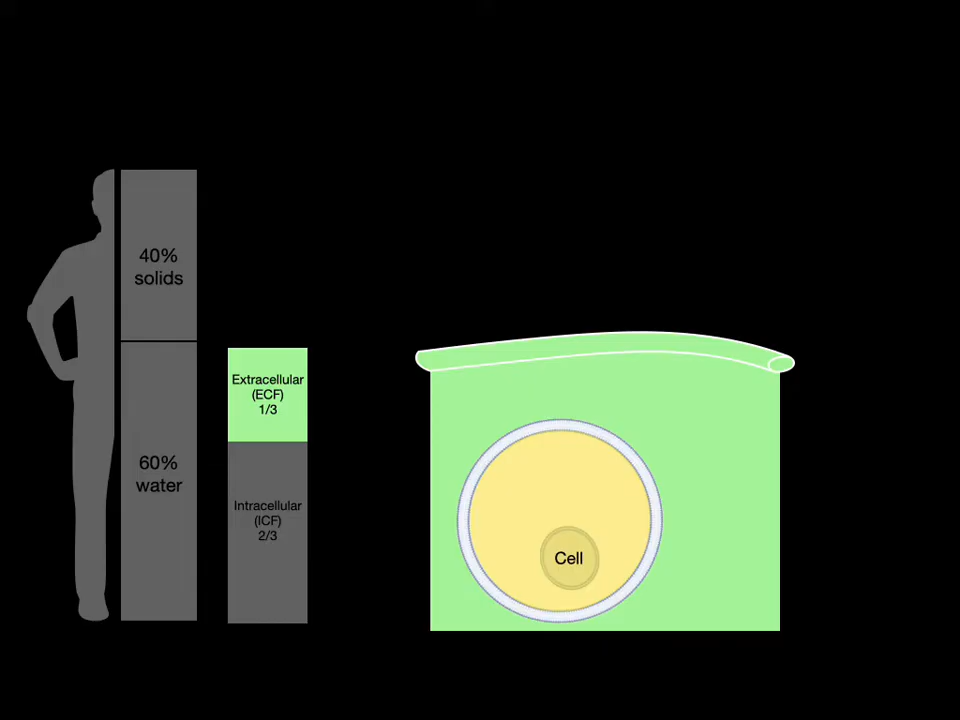 40%
solids
60%
water
Extracellular
(ECF)
1/3
Intracellular
(ICF)
2/3
Cell